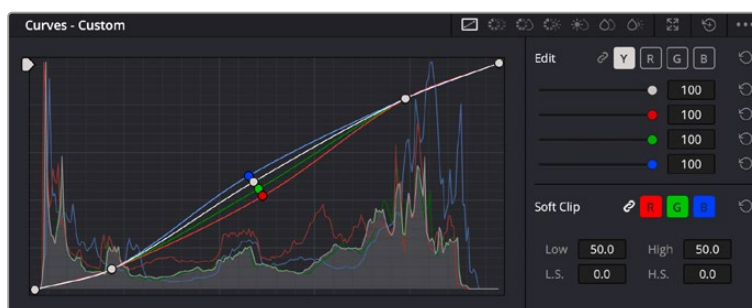 Curves - Custom
Edit Y R G B
100
100
100
100
Soft Clip R G B
Low 50.0 High 50.0
L.S. 0.0 H.S. 0.0